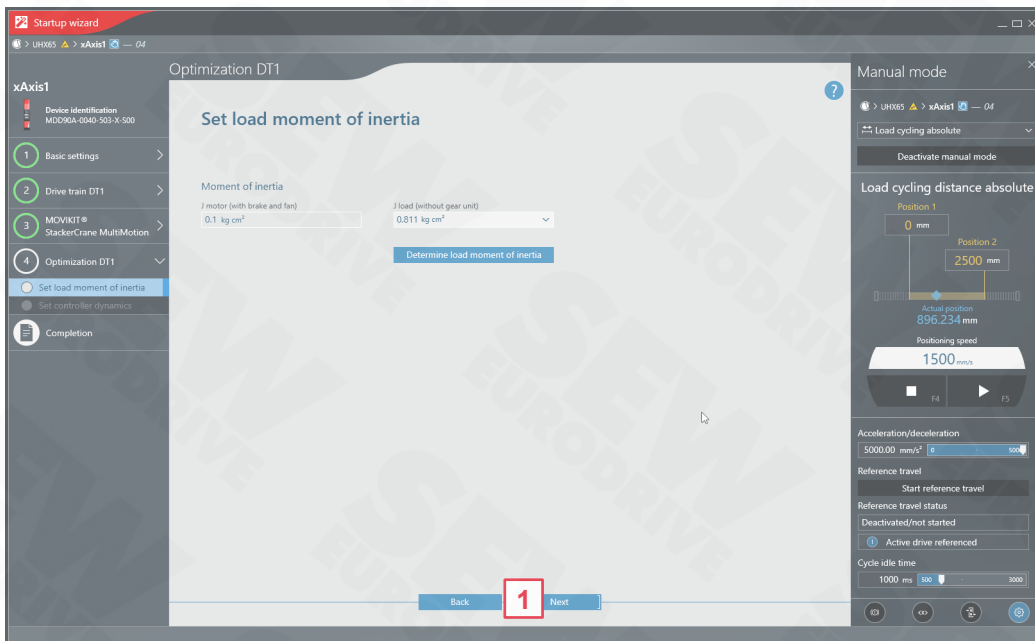 Startup wizard
> UHX65 > xAxis1 — 04
xAxis1
Device identification
MDD90A-0040-503-X-S00
1 Basic settings
2 Drive train DT1
3 MOVIKIT®
StackerCrane MultiMotion
4 Optimization DT1
Set load moment of inertia
Set controller dynamics
Completion
Optimization DT1
?
Set load moment of inertia
Moment of inertia
J motor (with brake and fan)
J load (without gear unit)
0.1 kg cm²
0.811 kg cm²
Determine load moment of inertia
Back
1
Next
Manual mode
> UHX65 > xAxis1 — 04
Load cycling absolute
Deactivate manual mode
Load cycling distance absolute
Position 1
0 mm
Position 2
2500 mm
Actual position
896.234 mm
Positioning speed
1500 mm/s
F4
F5
Acceleration/deceleration
5000.00 mm/s² 0
Reference travel
Start reference travel
Reference travel status
Deactivated/not started
Active drive referenced
Cycle idle time
1000 ms 500 3000
SEW
EURODRIVE